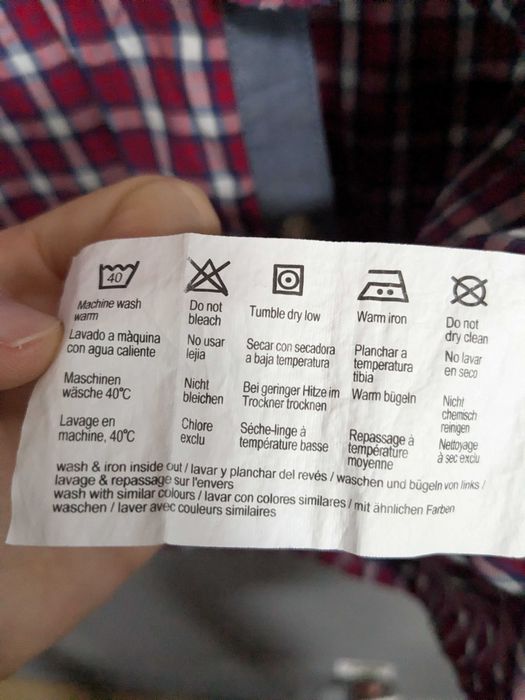 40
Machine wash
warm
Lavado a màquina
con agua caliente
Maschinen
wäsche 40°C
Lavage en
machine, 40°C
Do not
bleach
No usar
lejia
Nicht
bleichen
Chlore
exclu
Tumble dry low
Secar con secadora
a baja temperatura
Bei geringer Hitze im
Trockner trocknen
Séche-linge à
température basse
Warm iron
Planchar a
temperatura
tibia
Warm bügeln
Repassage à
température
moyenne
Do not
dry clean
No lavar
en seco
Nicht
chemisch
reinigen
Nettoyage
à sec exclu
wash & iron inside out / lavar y planchar del revés / waschen und bügeln von links /
lavage & repassage sur l'envers
wash with similar colours / lavar con colores similares / mit ähnlichen Farben
waschen / laver avec couleurs similaires